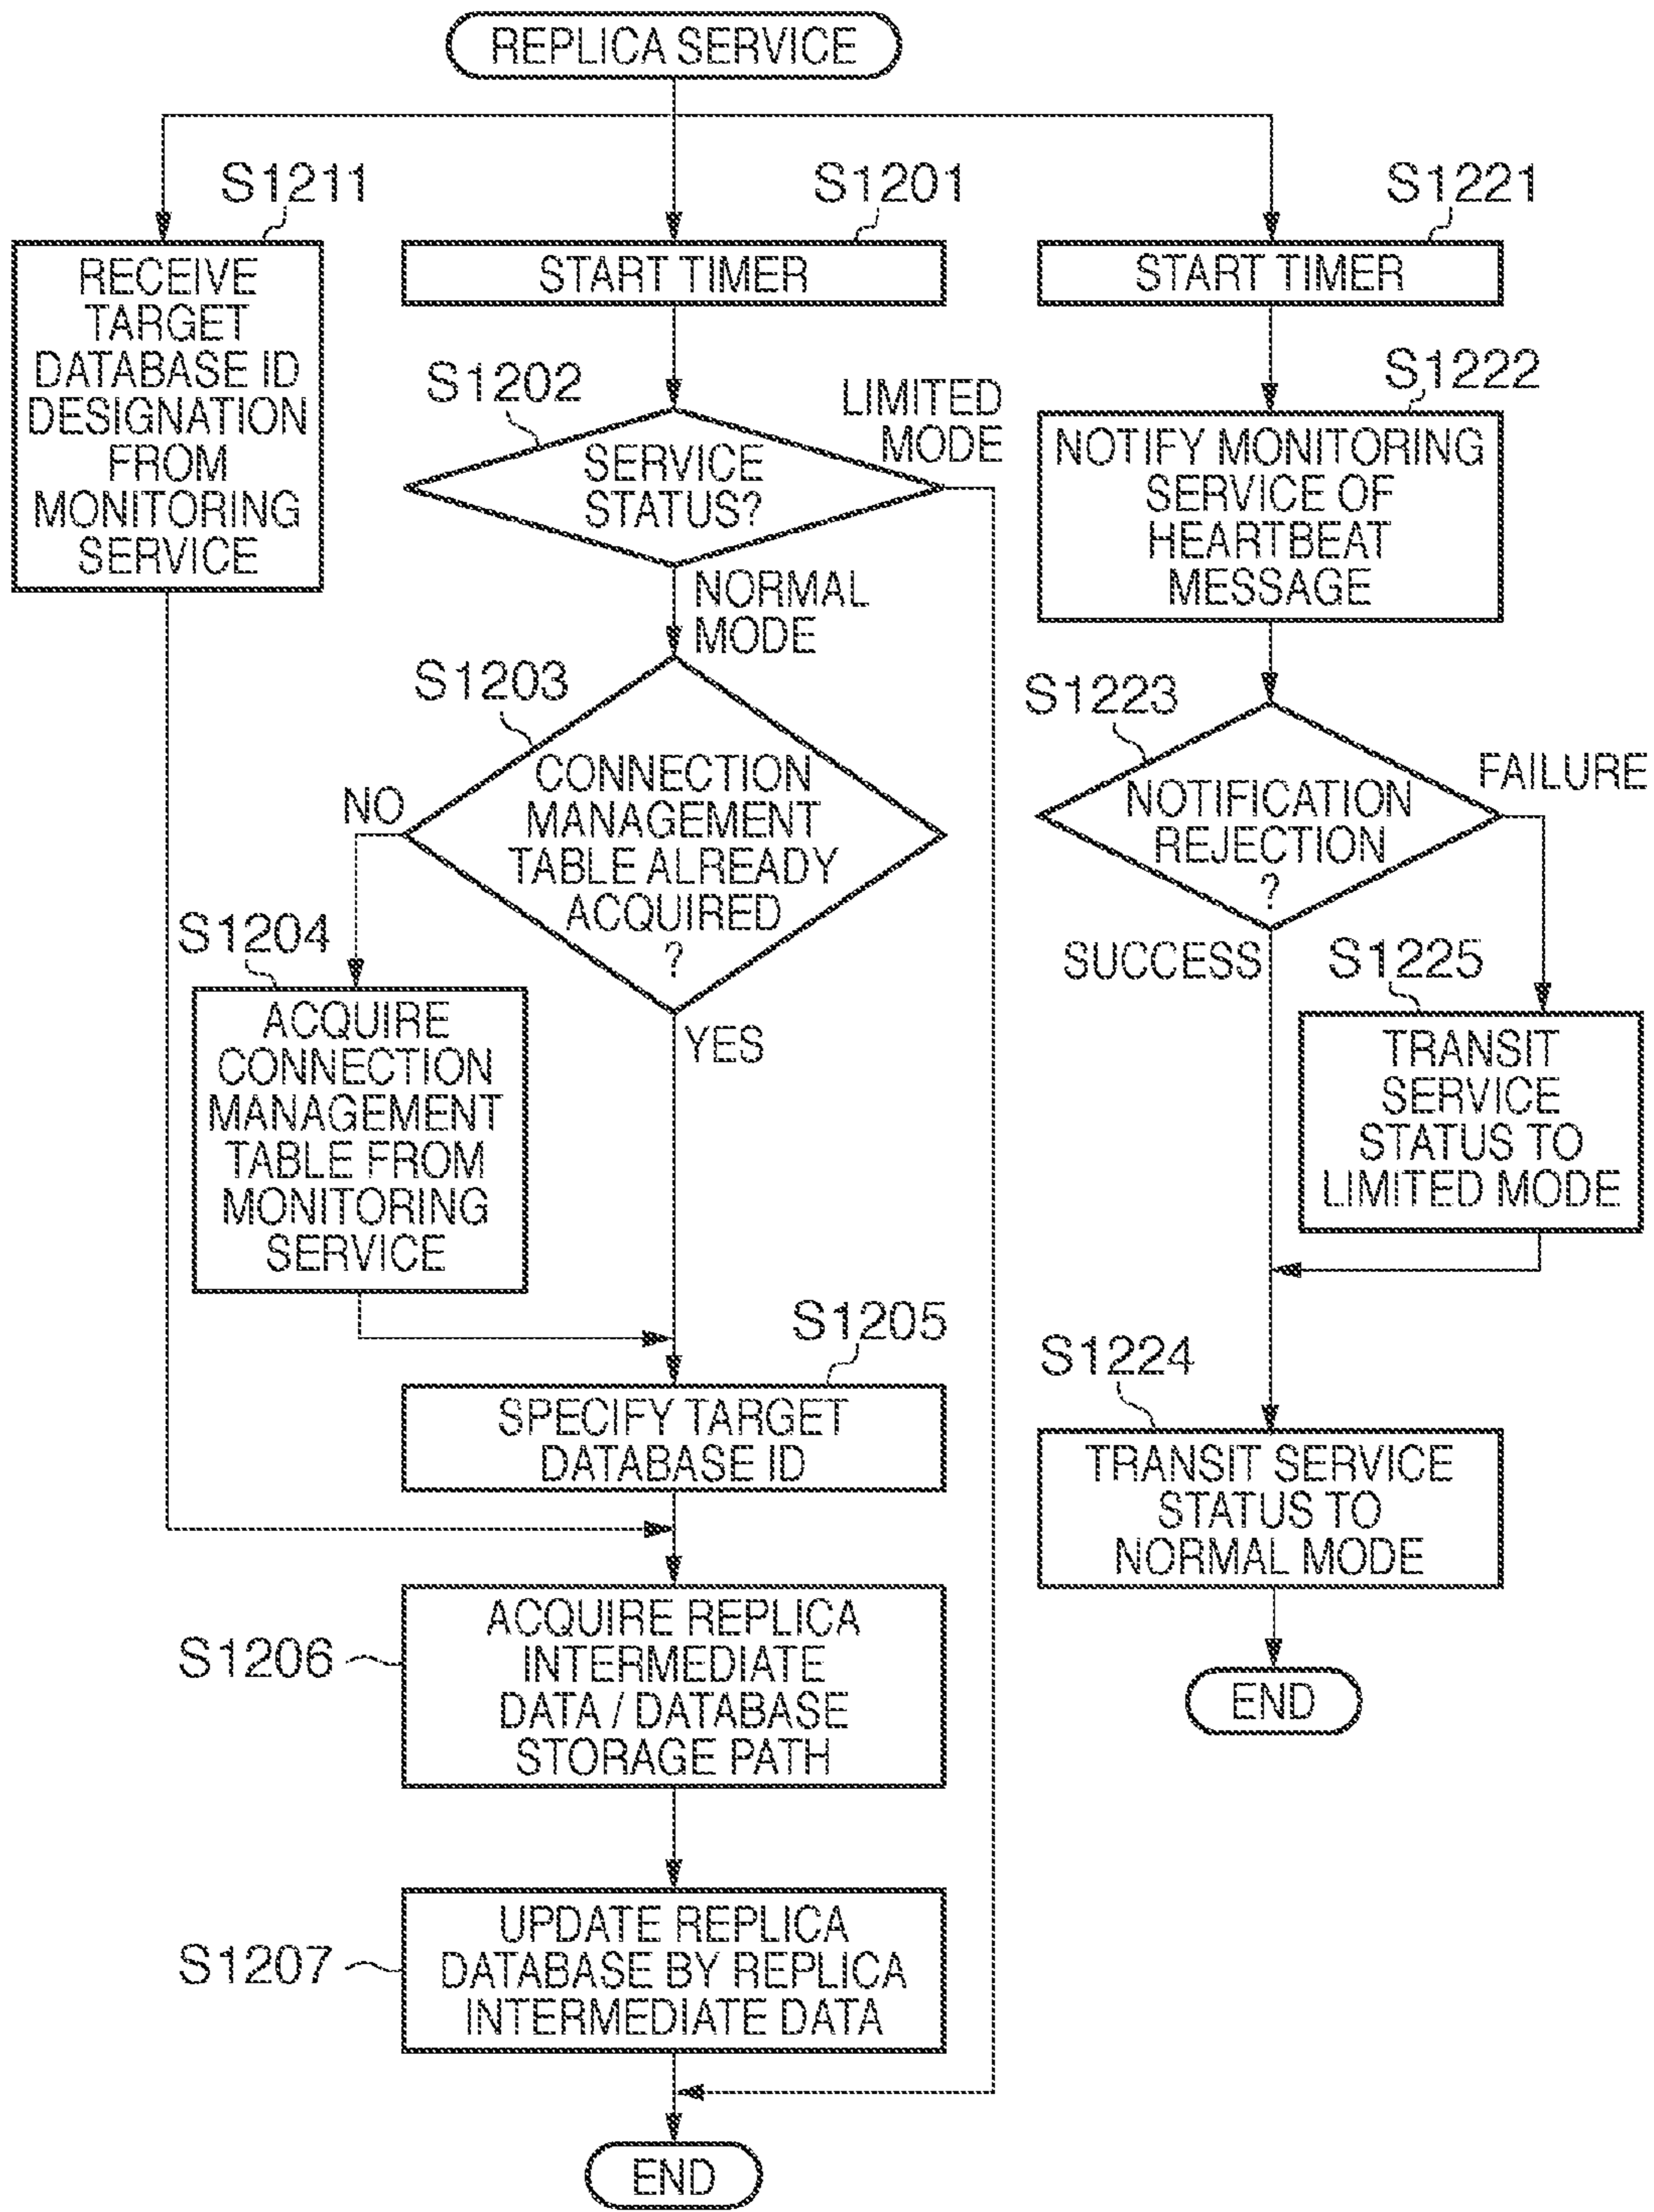 REPLICA SERVICE
S1211
RECEIVE
TARGET
DATABASE ID
DESIGNATION
FROM
MONITORING
SERVICE
S1201
START TIMER
S1202
SERVICE
STATUS?
LIMITED
MODE
NORMAL
MODE
S1203
CONNECTION
MANAGEMENT
TABLE ALREADY
ACQUIRED
?
NO
YES
S1204
ACQUIRE
CONNECTION
MANAGEMENT
TABLE FROM
MONITORING
SERVICE
S1205
SPECIFY TARGET
DATABASE ID
S1206
ACQUIRE REPLICA
INTERMEDIATE
DATA / DATABASE
STORAGE PATH
S1207
UPDATE REPLICA
DATABASE BY REPLICA
INTERMEDIATE DATA
END
S1221
START TIMER
S1222
NOTIFY MONITORING
SERVICE OF
HEARTBEAT
MESSAGE
S1223
NOTIFICATION
REJECTION
?
FAILURE
SUCCESS
S1225
TRANSIT
SERVICE
STATUS TO
LIMITED MODE
S1224
TRANSIT SERVICE
STATUS TO
NORMAL MODE
END